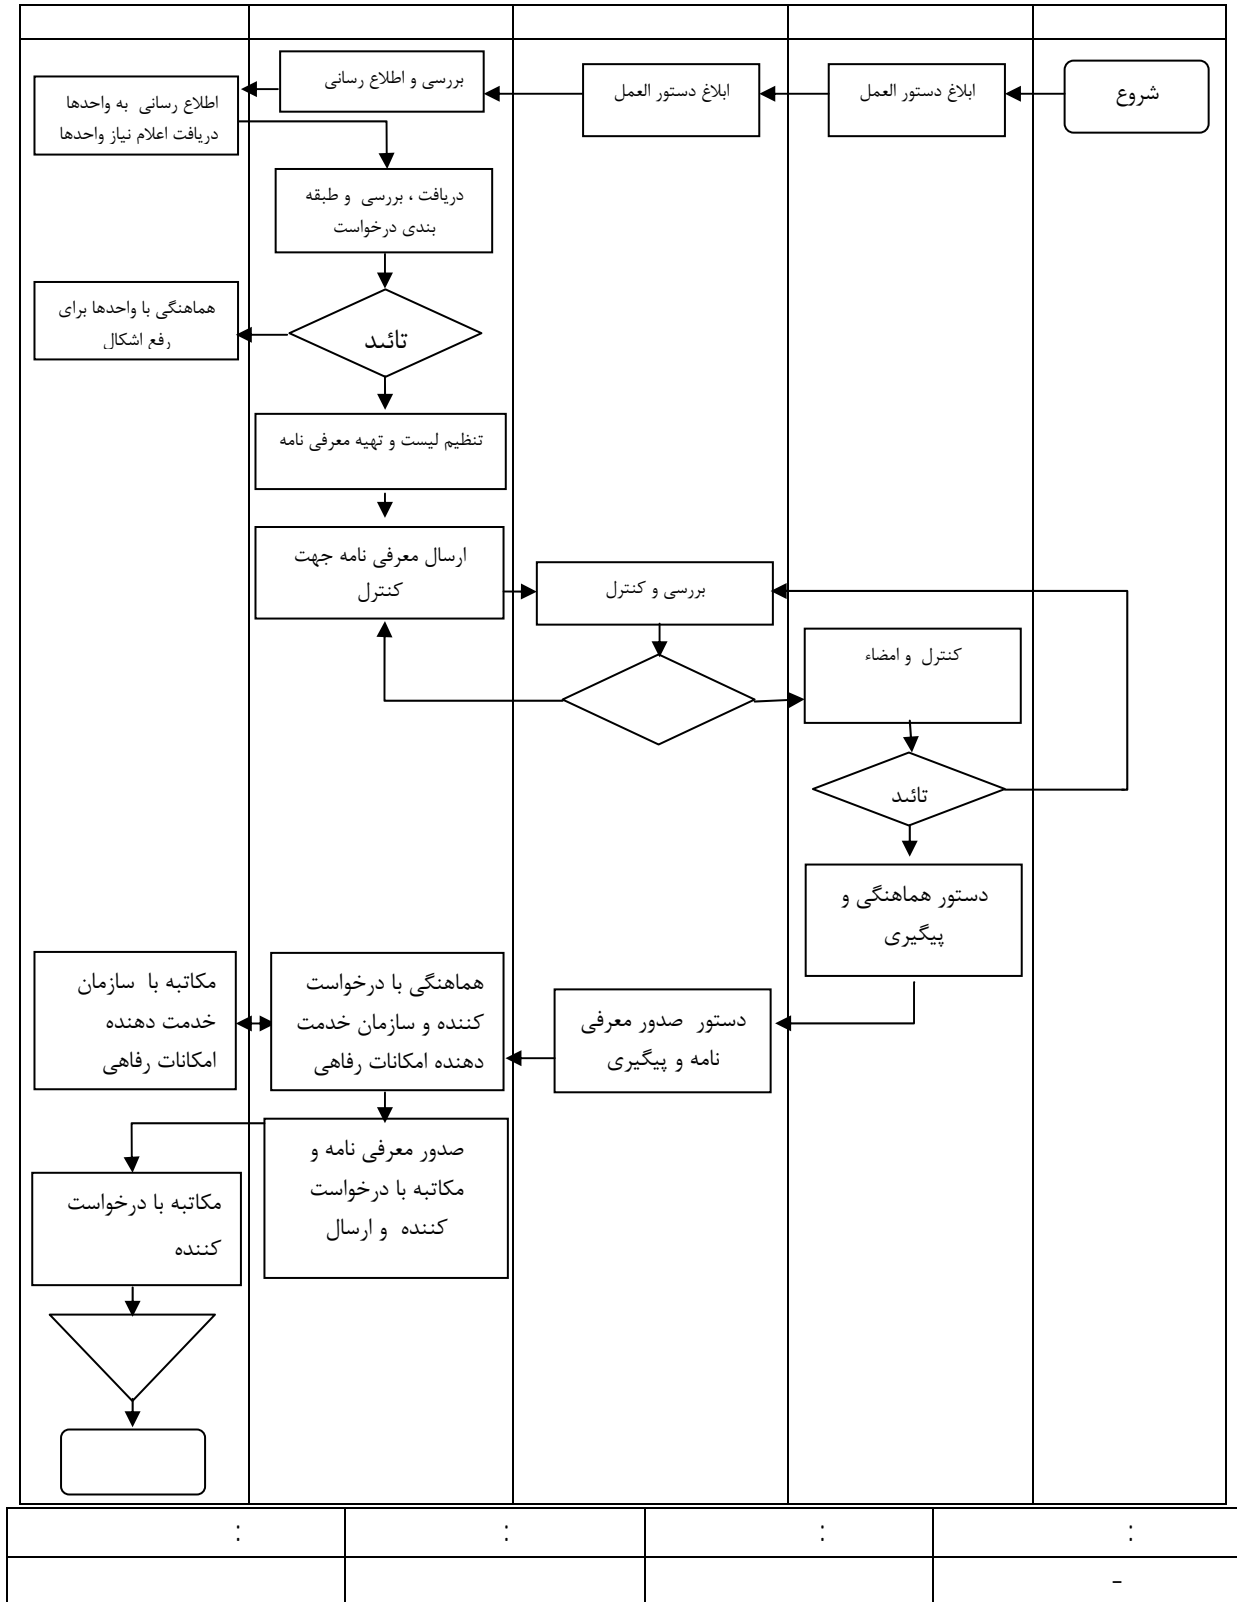 شروع
ابلاغ دستور العمل
ابلاغ دستور العمل
بررسی و اطلاع رسانی
اطلاع رسانی به واحدها
دریافت اعلام نیاز واحدها
دریافت ، بررسی و طبقه
بندی درخواست
تائید
هماهنگی با واحدها برای
رفع اشکال
تنظیم لیست و تهیه معرفی نامه
ارسال معرفی نامه جهت
کنترل
بررسی و کنترل
کنترل و امضاء
تائید
دستور هماهنگی و
پیگیری
دستور صدور معرفی
نامه و پیگیری
هماهنگی با درخواست
کننده و سازمان خدمت
دهنده امکانات رفاهی
مکاتبه با سازمان
خدمت دهنده
امکانات رفاهی
صدور معرفی نامه و
مکاتبه با درخواست
کننده و ارسال
مکاتبه با درخواست
کننده
: : : :
-